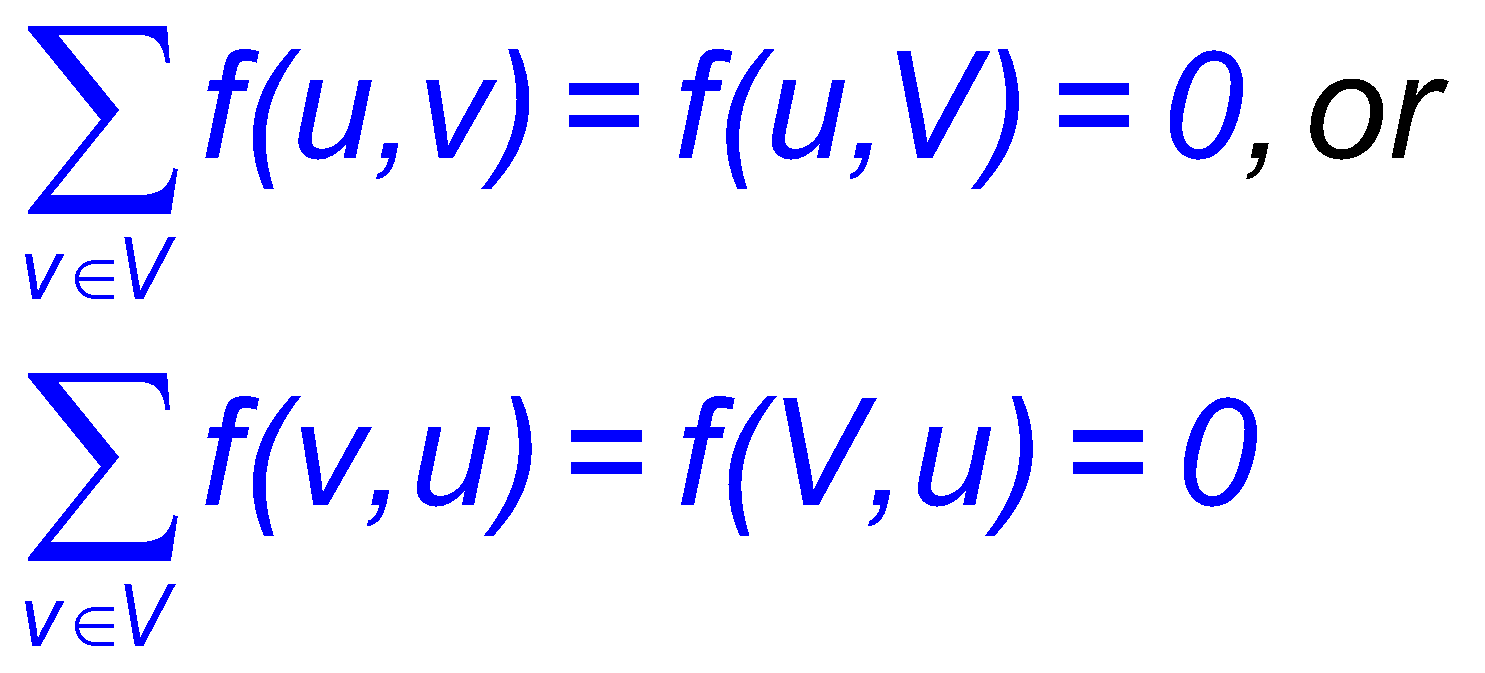 ∑ f(u,v) = f(u,V) = 0, or
v∈V
∑ f(v,u) = f(V,u) = 0
v∈V